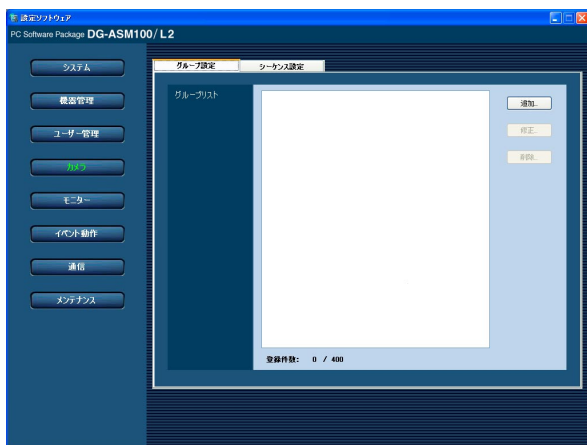 設定ソフトウェア
PC Software Package DG-ASM100/L2
システム
機器管理
ユーザー管理
カメラ
モニター
イベント動作
通信
メンテナンス
グループ設定
シーケンス設定
グループリスト
追加...
修正...
削除...
登録件数: 0 / 400